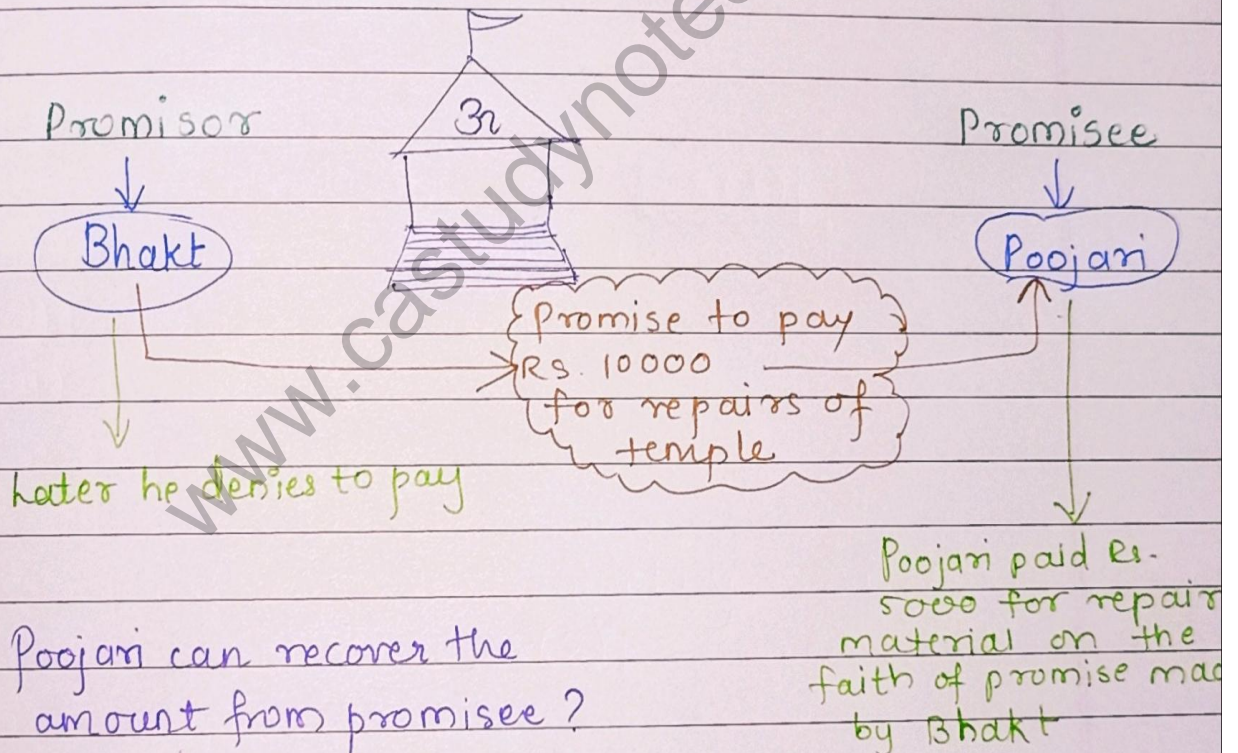 Promisor
Promisee
Bhakt
Poojari
Promise to pay
Rs. 10000
for repairs of
temple
Later he denies to pay
Poojari paid Rs.
5000 for repair
material on the
faith of promise mad
by Bhakt
Poojari can recover the
amount from promisee ?
www.castudynotes